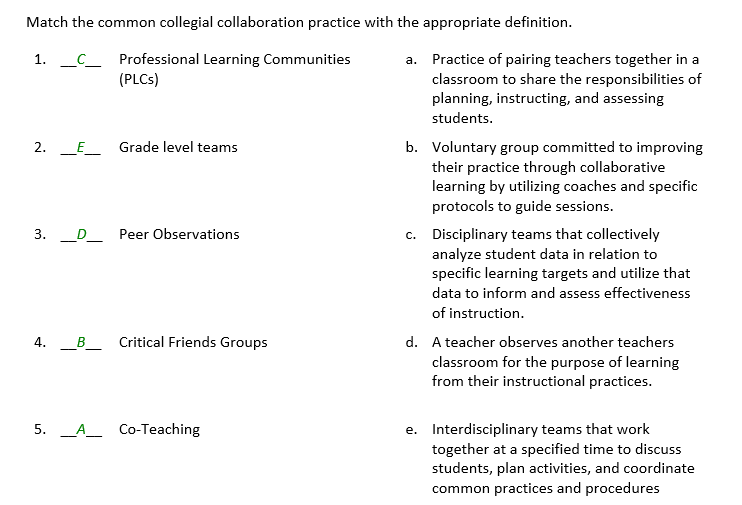 Match the common collegial collaboration practice with the appropriate definition.
1. __C__ Professional Learning Communities (PLCs)
a. Practice of pairing teachers together in a
classroom to share the responsibilities of
planning, instructing, and assessing
students.
2. __E__ Grade level teams
b. Voluntary group committed to improving
their practice through collaborative
learning by utilizing coaches and specific
protocols to guide sessions.
3. __D__ Peer Observations
c. Disciplinary teams that collectively
analyze student data in relation to
specific learning targets and utilize that
data to inform and assess effectiveness
of instruction.
4. __B__ Critical Friends Groups
d. A teacher observes another teachers
classroom for the purpose of learning
from their instructional practices.
5. __A__ Co-Teaching
e. Interdisciplinary teams that work
together at a specified time to discuss
students, plan activities, and coordinate
common practices and procedures